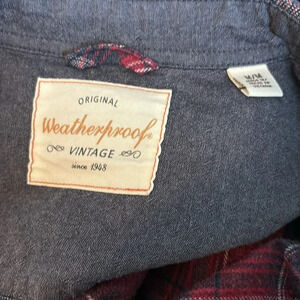 ORIGINAL
Weatherproof®
VINTAGE
since 1948
M/M